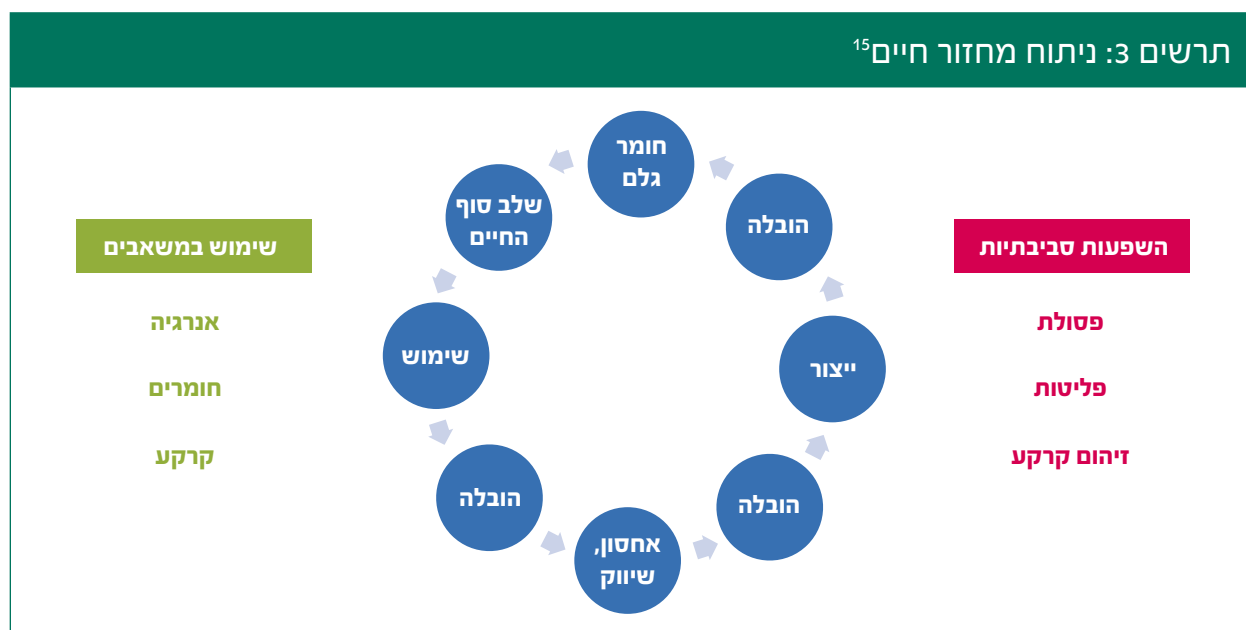 תרשים 3: ניתוח מחזור חיים15
חומר
גלם
הובלה
ייצור
הובלה
אחסון,
שיווק
הובלה
שימוש
שלב סוף
החיים
השפעות סביבתיות
פסולת
פליטות
זיהום קרקע
שימוש במשאבים
אנרגיה
חומרים
קרקע